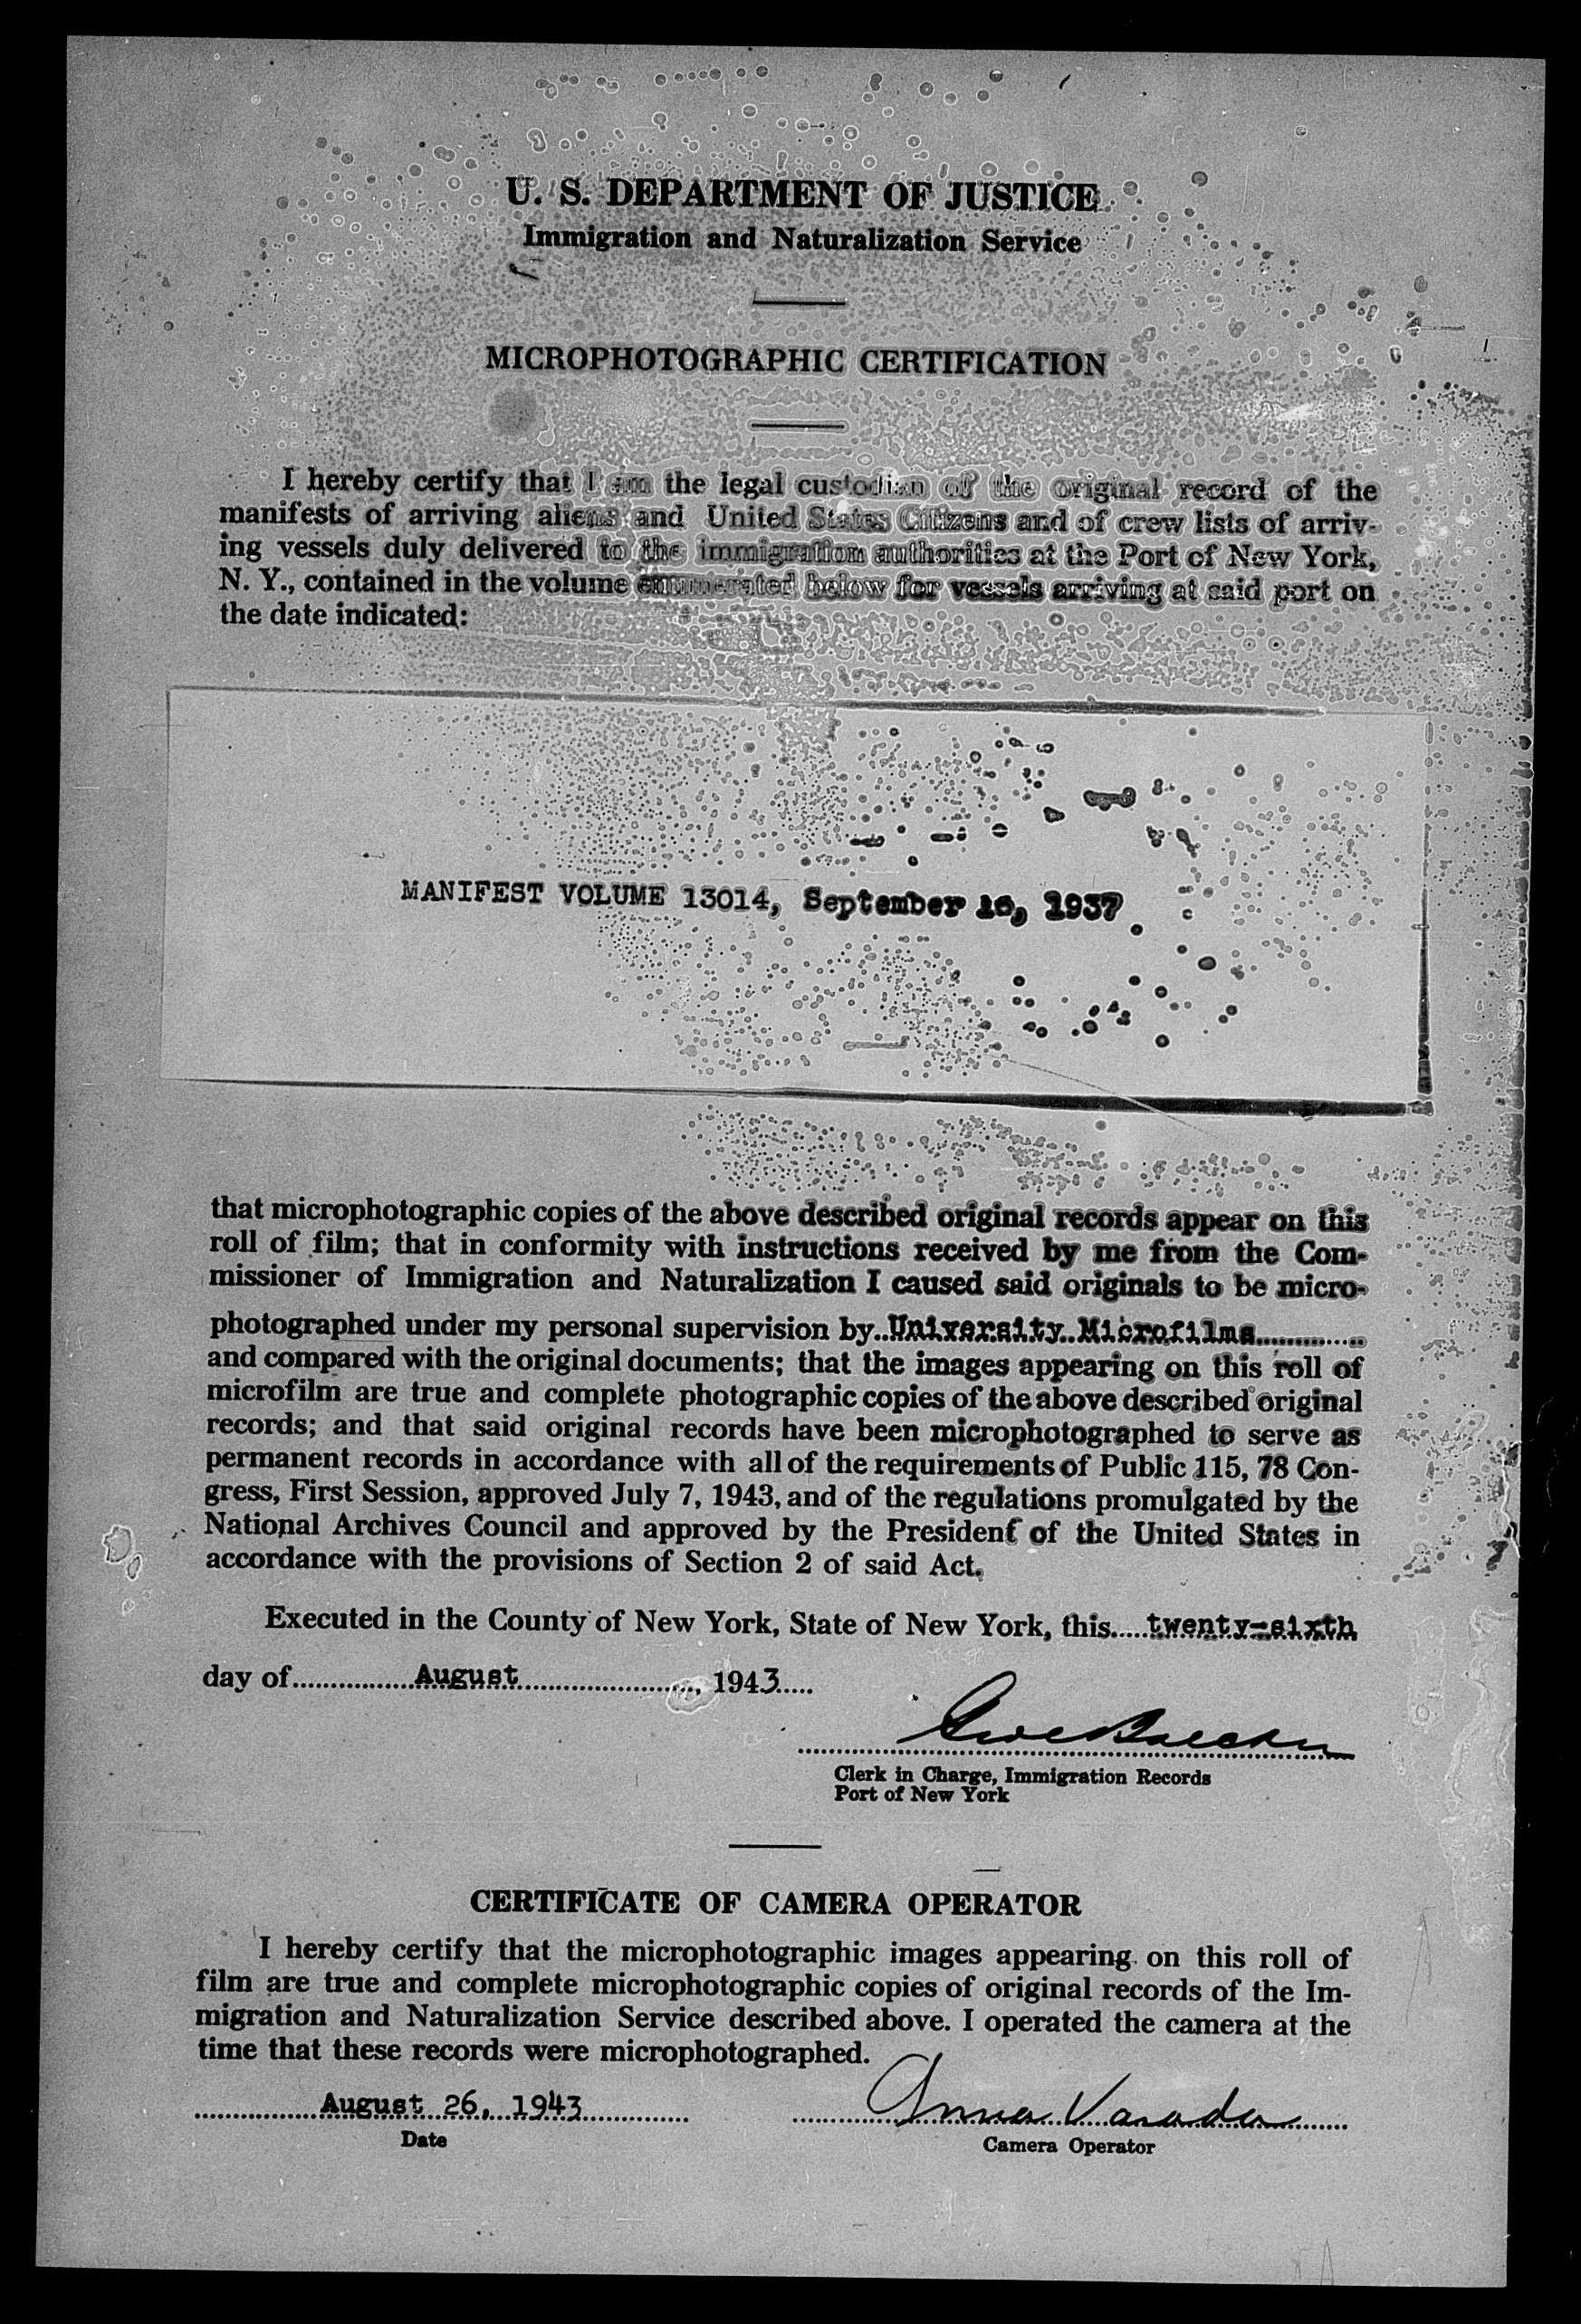 U. S. DEPARTMENT OF JUSTICE
Immigration and Naturalization Service
MICROPHOTOGRAPHIC CERTIFICATION
I hereby certify that I am the legal custodian of the original record of the
manifests of arriving aliens and United States Citizens and of crew lists of arriv-
ing vessels duly delivered to the immigration authorities at the Port of New York,
N. Y., contained in the volume enumerated below for vessels arriving at said port on
the date indicated:
MANIFEST VOLUME 13014, September 16, 1937
that microphotographic copies of the above described original records appear on this
roll of film; that in conformity with instructions received by me from the Com-
missioner of Immigration and Naturalization I caused said originals to be micro-
photographed under my personal supervision by University Microfilms
and compared with the original documents; that the images appearing on this roll of
microfilm are true and complete photographic copies of the above described original
records; and that said original records have been microphotographed to serve as
permanent records in accordance with all of the requirements of Public 115, 78 Con-
gress, First Session, approved July 7, 1943, and of the regulations promulgated by the
National Archives Council and approved by the President of the United States in
accordance with the provisions of Section 2 of said Act.
Executed in the County of New York, State of New York, this twenty-sixth
day of August, 1943
Clerk in Charge, Immigration Records
Port of New York
CERTIFICATE OF CAMERA OPERATOR
I hereby certify that the microphotographic images appearing on this roll of
film are true and complete microphotographic copies of original records of the Im-
migration and Naturalization Service described above. I operated the camera at the
time that these records were microphotographed.
August 26, 1943 Anna Varada
Date
Camera Operator